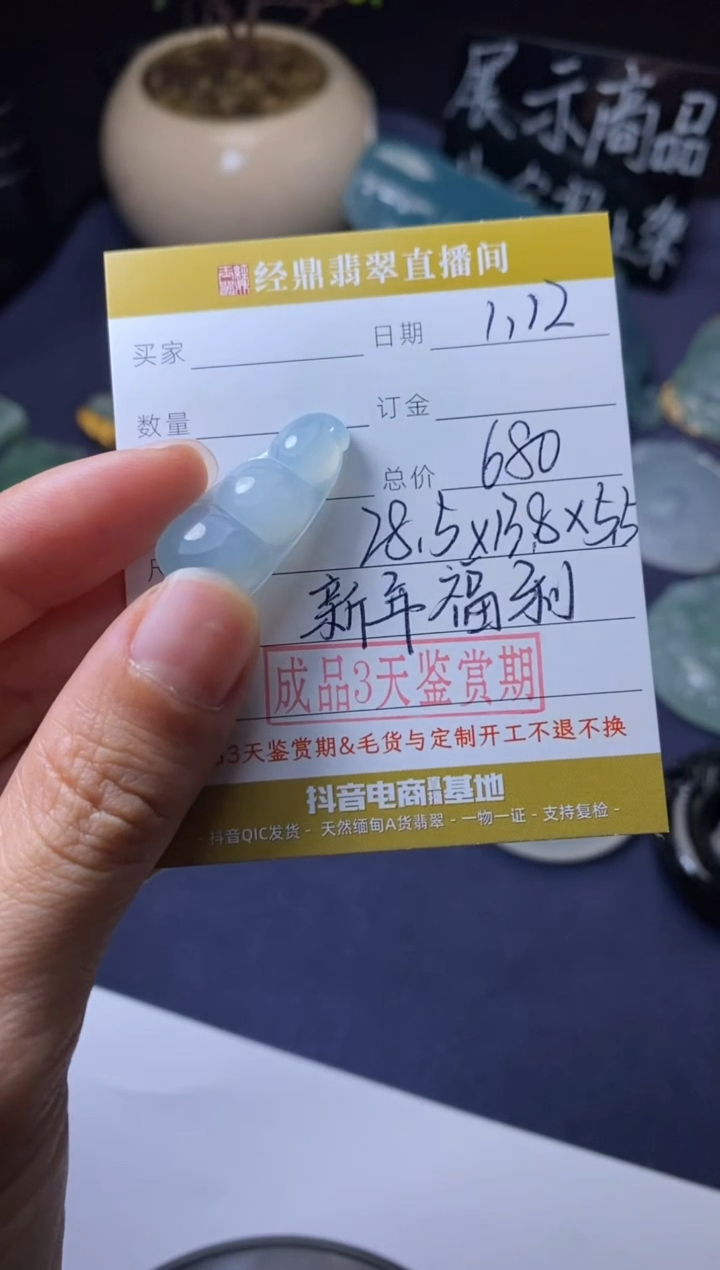 展示商品
经鼎翡翠直播间
买家
日期 1,12
数量
订金
总价 680
28.5x13.8x5.5
新年福利
成品3天鉴赏期
3天鉴赏期&毛货与定制开工不退不换
抖音电商直播基地
- 抖音QIC发货 - 天然缅甸A货翡翠 - 一物一证 - 支持复检 -